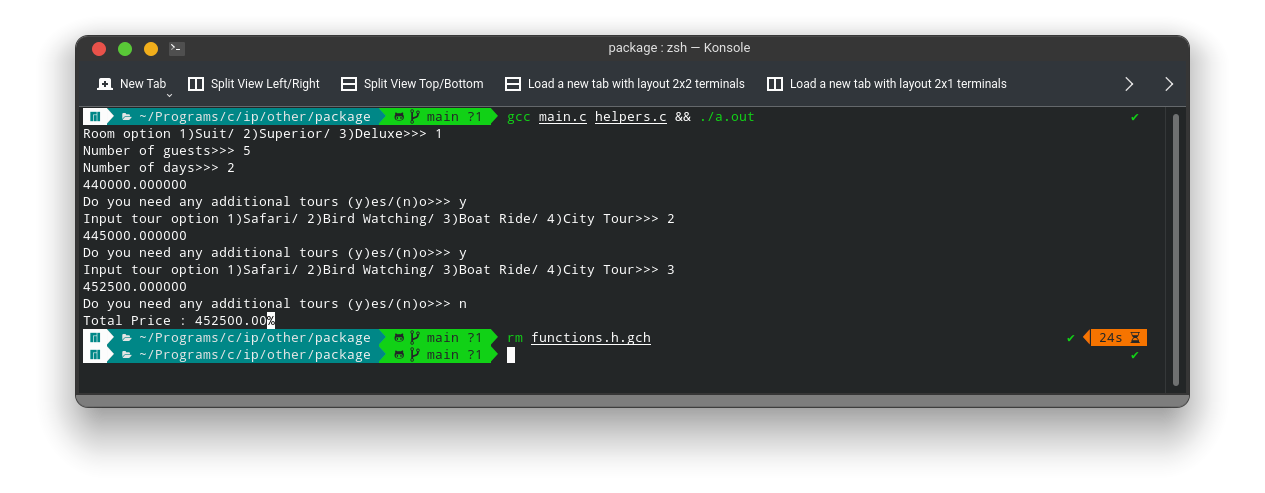 package : zsh — Konsole
New Tab Split View Left/Right Split View Top/Bottom Load a new tab with layout 2x2 terminals Load a new tab with layout 2x1 terminals
~/Programs/c/ip/other/package main ?1 gcc main.c helpers.c && ./a.out ✔
Room option 1)Suit/ 2)Superior/ 3)Deluxe>>> 1
Number of guests>>> 5
Number of days>>> 2
440000.000000
Do you need any additional tours (y)es/(n)o>>> y
Input tour option 1)Safari/ 2)Bird Watching/ 3)Boat Ride/ 4)City Tour>>> 2
445000.000000
Do you need any additional tours (y)es/(n)o>>> y
Input tour option 1)Safari/ 2)Bird Watching/ 3)Boat Ride/ 4)City Tour>>> 3
452500.000000
Do you need any additional tours (y)es/(n)o>>> n
Total Price : 452500.00%
~/Programs/c/ip/other/package main ?1 rm functions.h.gch ✔ 24s
~/Programs/c/ip/other/package main ?1 ✔